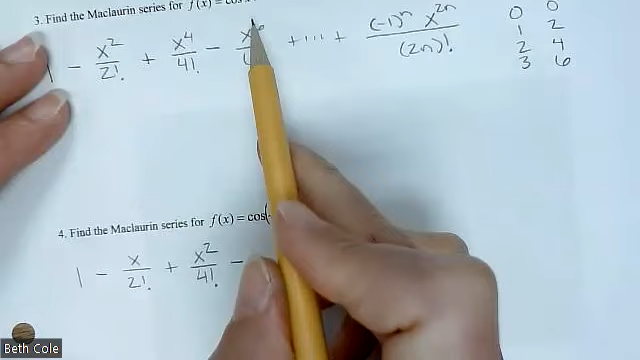 3. Find the Maclaurin series for f(x) = cos
1 - x²/2! + x⁴/4! - x⁶ + ... + (-1)ⁿ x²ⁿ/(2n)!
0 0
1 2
2 4
3 6
4. Find the Maclaurin series for f(x) = cos(
1 - x/2! + x²/4! -
Beth Cole